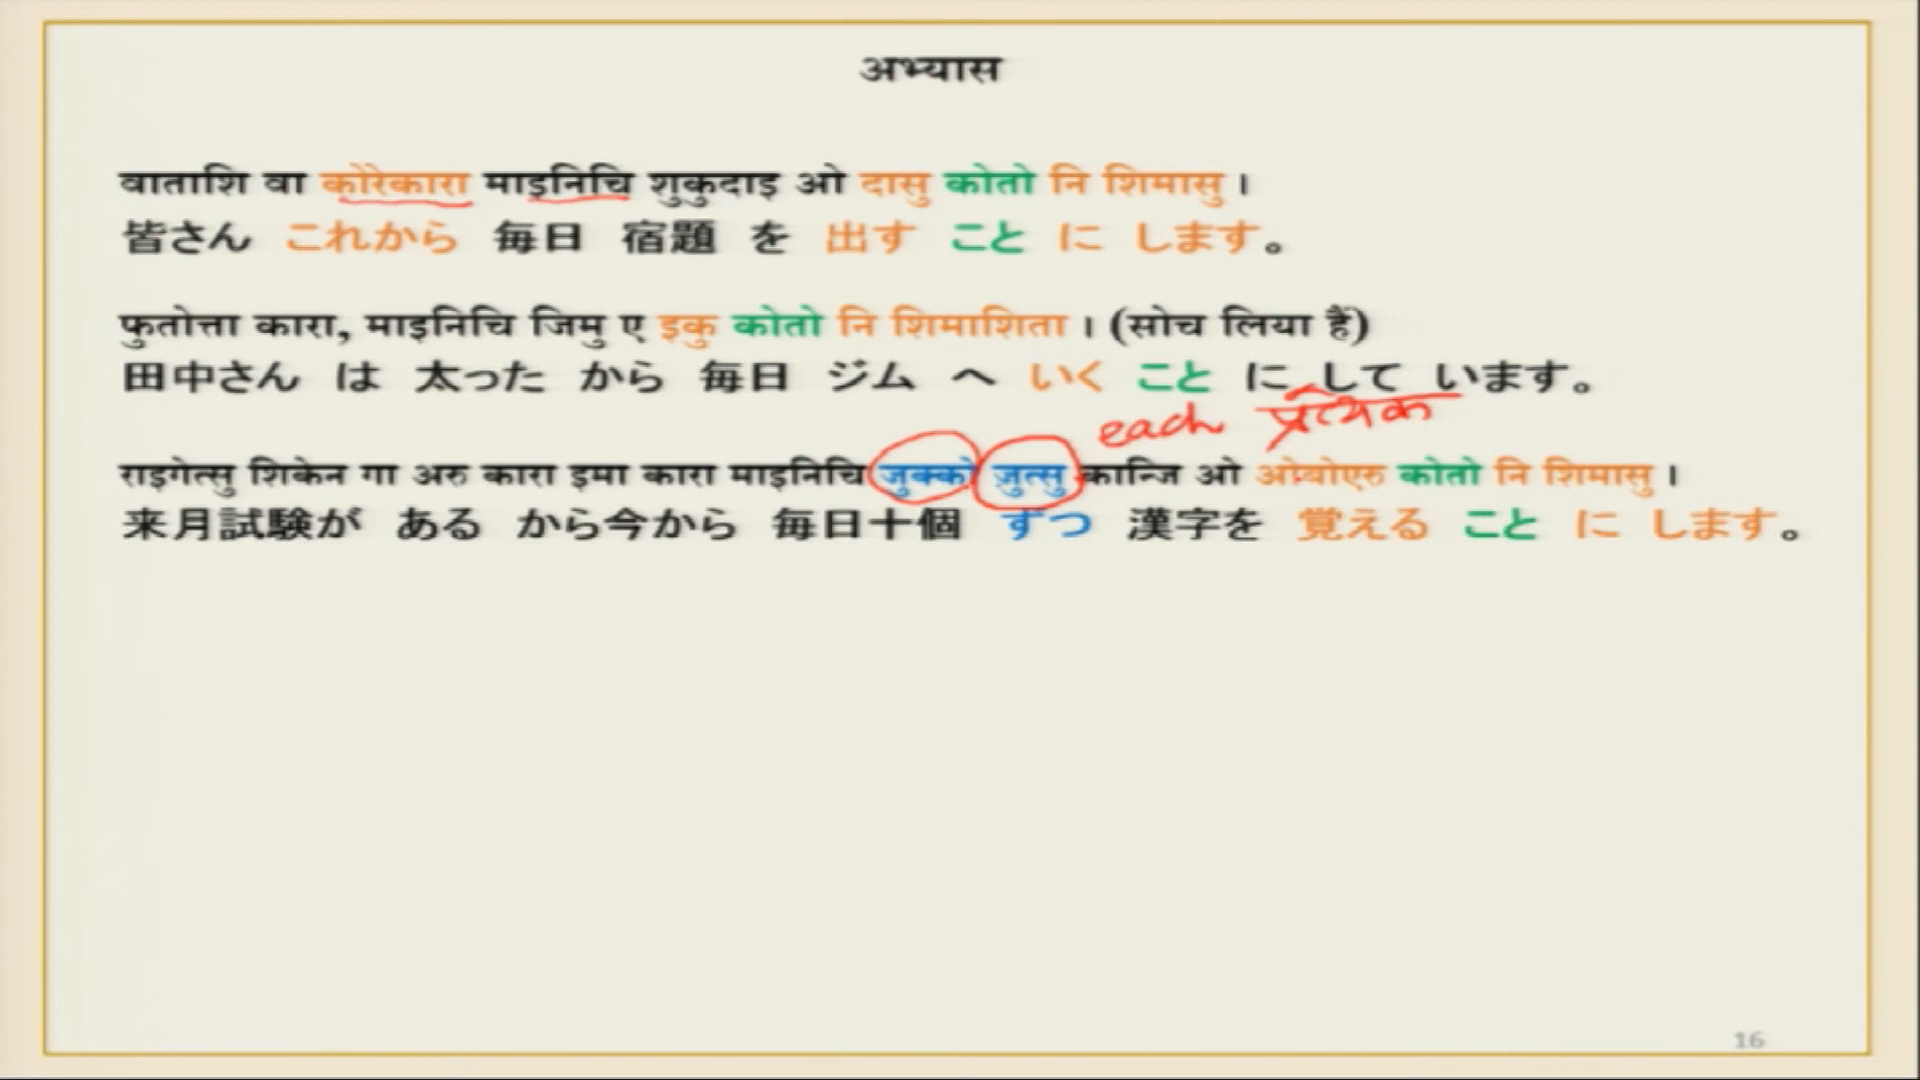 अभ्यास
वाताशि वा कोरेकारा माइनिचि शुकुदाइ ओ दासु कोतो नि शिमासु ।
皆さん これから 毎日 宿題 を 出す こと に します。
फुतोत्ता कारा, माइनिचि जिमु ए इकु कोतो नि शिमाशिता । (सोच लिया हैं)
田中さん は 太った から 毎日 ジム へ いく こと に して います。
each प्रत्येक
राइगेत्सु शिकेन गा अरु कारा इमा कारा माइनिचि जुक्को ज़ुत्सु कान्जि ओ ओबोएरु कोतो नि शिमासु ।
来月試験が ある から今から 毎日十個 ずつ 漢字を 覚える こと に します。
16